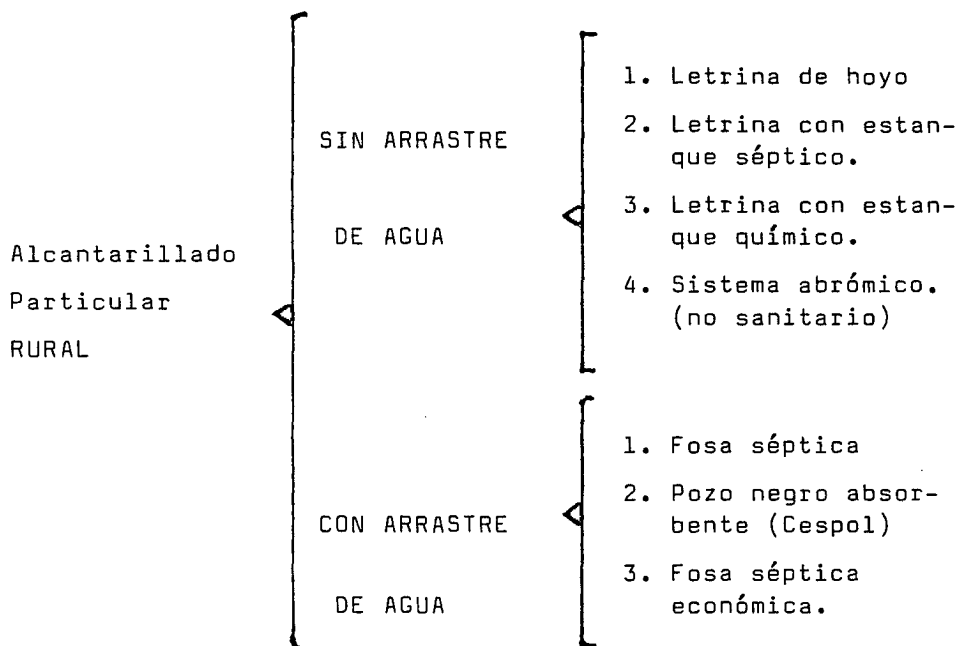 Alcantarillado
Particular
RURAL
SIN ARRASTRE
DE AGUA
1. Letrina de hoyo
2. Letrina con estan-
que séptico.
3. Letrina con estan-
que químico.
4. Sistema abrómico.
(no sanitario)
CON ARRASTRE
DE AGUA
1. Fosa séptica
2. Pozo negro absor-
bente (Cespol)
3. Fosa séptica
económica.